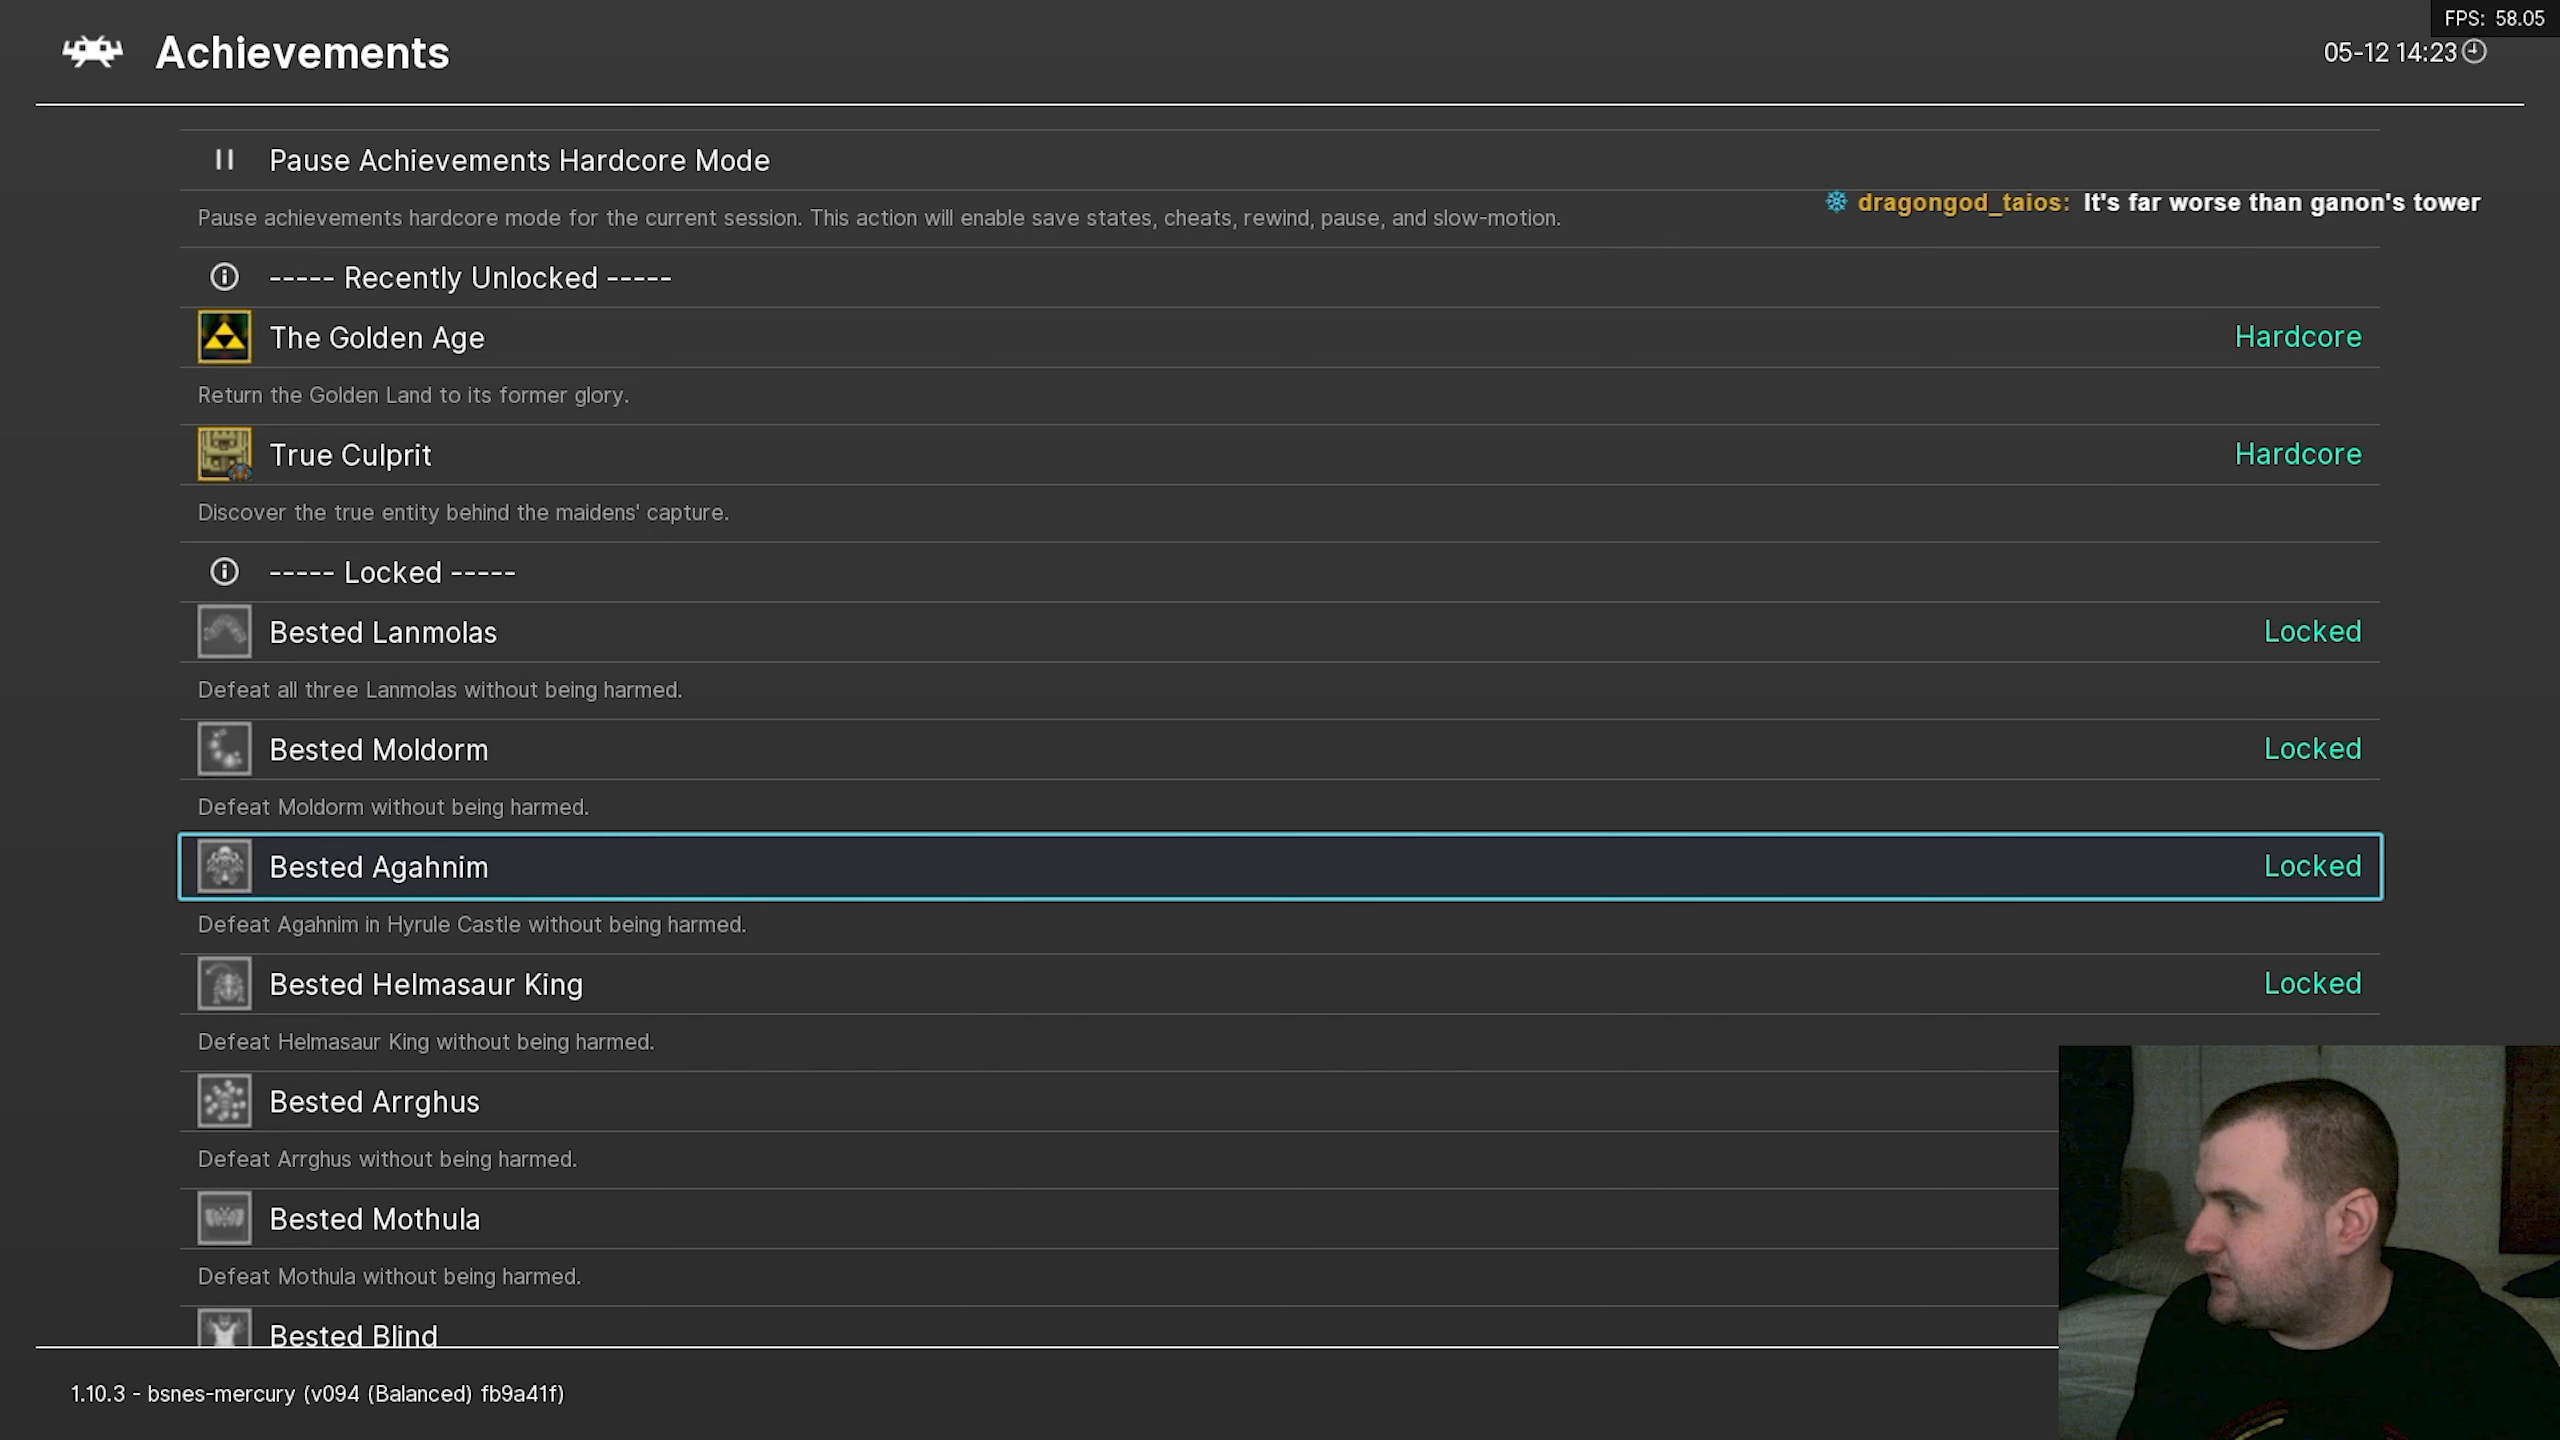 FPS: 58.05
Achievements
05-12 14:23
Pause Achievements Hardcore Mode
dragongod_taios: It's far worse than ganon's tower
Pause achievements hardcore mode for the current session. This action will enable save states, cheats, rewind, pause, and slow-motion.
----- Recently Unlocked -----
The Golden Age
Hardcore
Return the Golden Land to its former glory.
True Culprit
Hardcore
Discover the true entity behind the maidens' capture.
----- Locked -----
Bested Lanmolas
Locked
Defeat all three Lanmolas without being harmed.
Bested Moldorm
Locked
Defeat Moldorm without being harmed.
Bested Agahnim
Locked
Defeat Agahnim in Hyrule Castle without being harmed.
Bested Helmasaur King
Locked
Defeat Helmasaur King without being harmed.
Bested Arrghus
Defeat Arrghus without being harmed.
Bested Mothula
Defeat Mothula without being harmed.
Bested Blind
1.10.3 - bsnes-mercury (v094 (Balanced) fb9a41f)